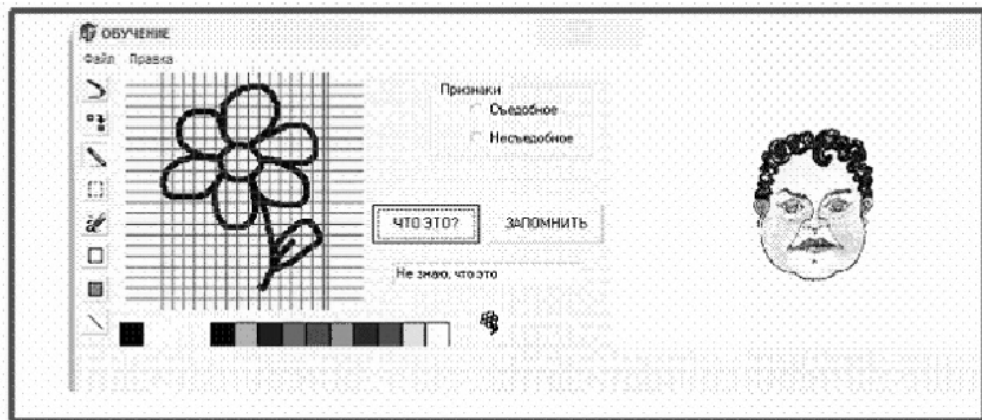 ОБУЧЕНИЕ
Файл Правка
Признаки
Съедобное
Несъедобное
ЧТО ЭТО?
ЗАПОМНИТЬ
Не знаю, что это